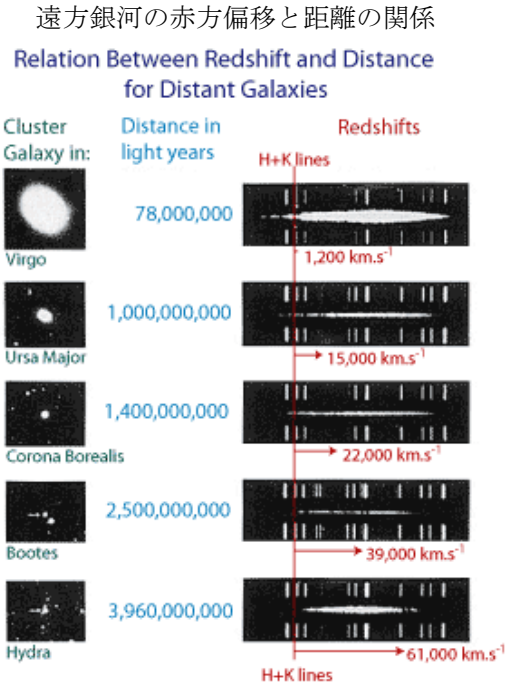 遠方銀河の赤方偏移と距離の関係
Relation Between Redshift and Distance
for Distant Galaxies
Cluster
Galaxy in:
Distance in
light years
Redshifts
H+K lines
78,000,000
Virgo
1,200 km.s⁻¹
1,000,000,000
Ursa Major
15,000 km.s⁻¹
1,400,000,000
Corona Borealis
22,000 km.s⁻¹
2,500,000,000
Bootes
39,000 km.s⁻¹
3,960,000,000
Hydra
61,000 km.s⁻¹
H+K lines